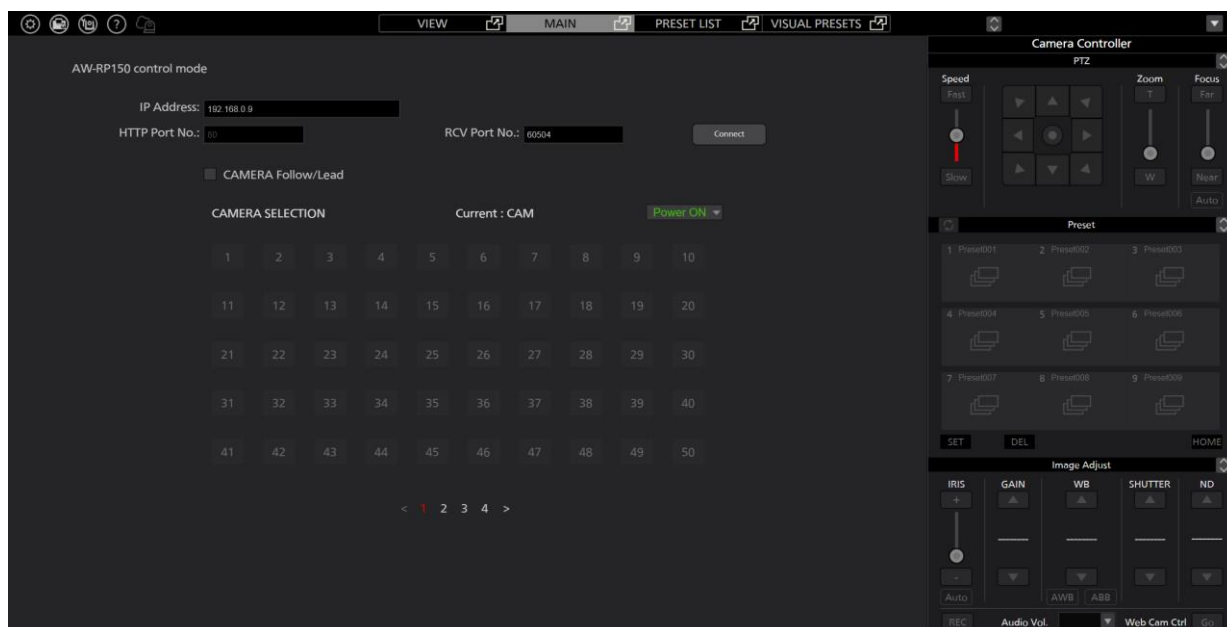 VIEW MAIN PRESET LIST VISUAL PRESETS
AW-RP150 control mode
IP Address: 192.168.0.9
HTTP Port No.: 80 RCV Port No.: 60504 Connect
CAMERA Follow/Lead
CAMERA SELECTION Current : CAM Power ON
1 2 3 4 5 6 7 8 9 10
11 12 13 14 15 16 17 18 19 20
21 22 23 24 25 26 27 28 29 30
31 32 33 34 35 36 37 38 39 40
41 42 43 44 45 46 47 48 49 50
< 1 2 3 4 >
Camera Controller
PTZ
Speed Zoom Focus
Fast T Far
Slow W Near
Auto
Preset
1 Preset001 2 Preset002 3 Preset003
4 Preset004 5 Preset005 6 Preset006
7 Preset007 8 Preset008 9 Preset009
SET DEL HOME
Image Adjust
IRIS GAIN WB SHUTTER ND
+
-
Auto AWB ABB
REC Audio Vol. Web Cam Ctrl Go